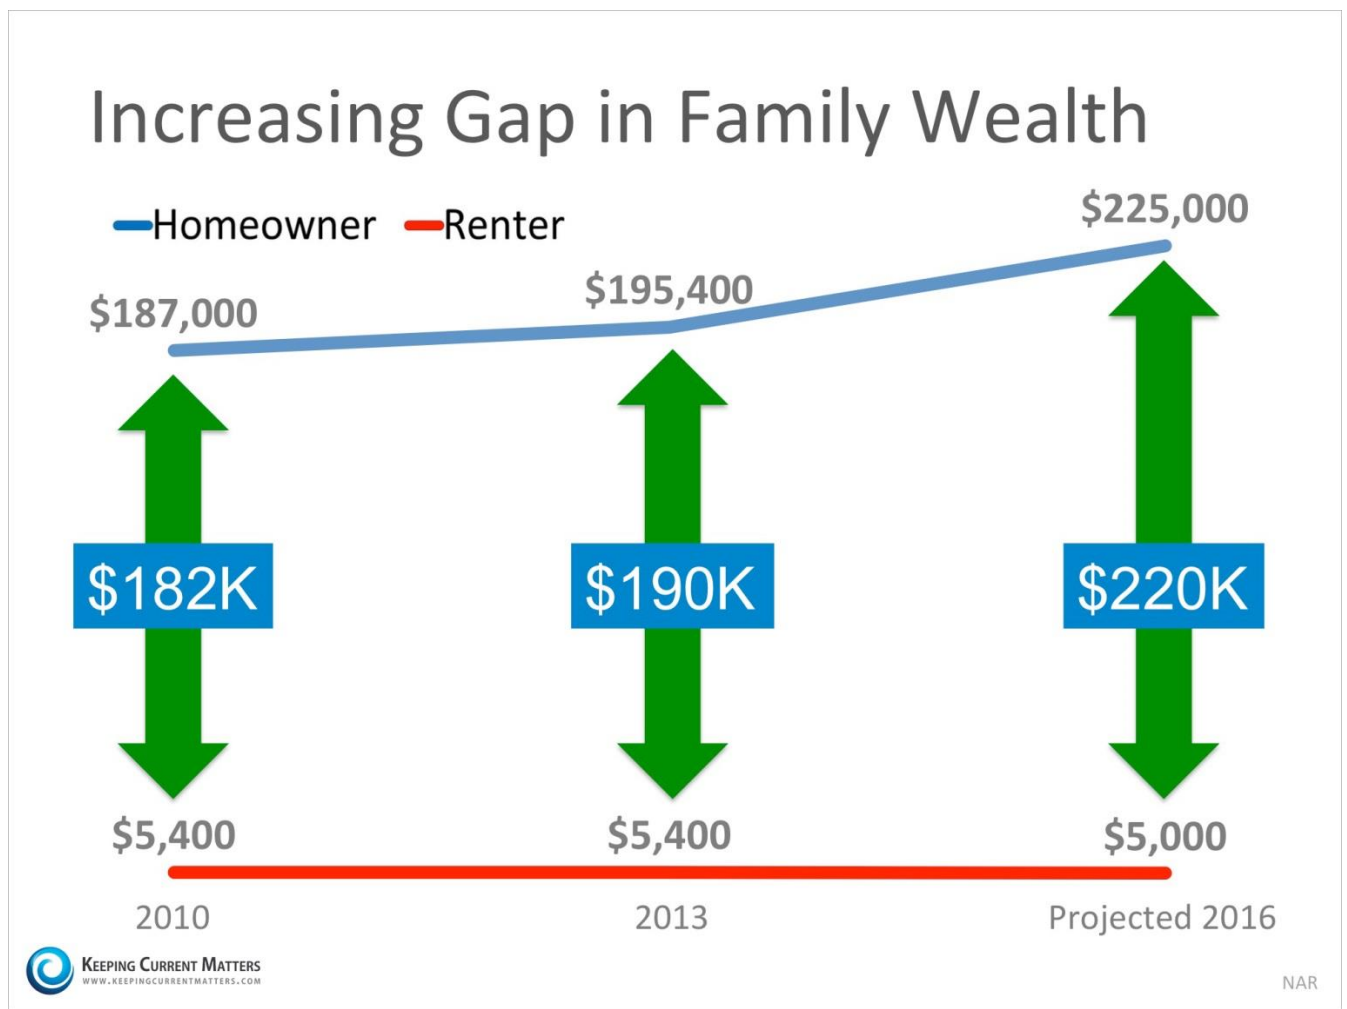 Increasing Gap in Family Wealth
Homeowner Renter
$225,000
$187,000
$195,400
$182K
$190K
$220K
$5,400
$5,400
$5,000
2010
2013
Projected 2016
KEEPING CURRENT MATTERS
WWW.KEEPINGCURRENTMATTERS.COM
NAR